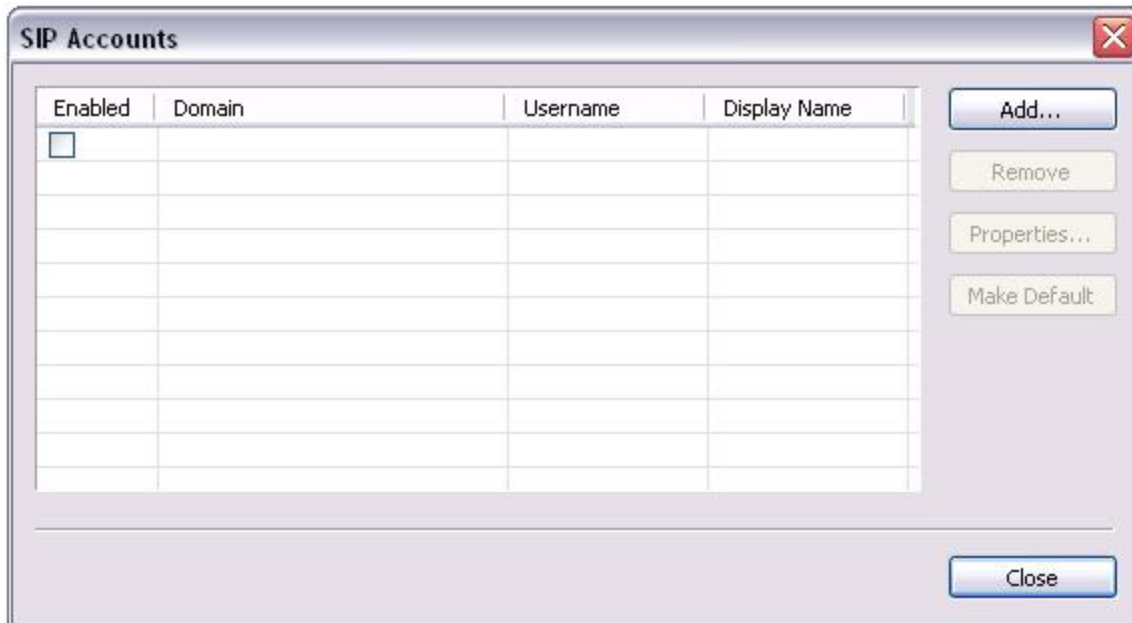 SIP Accounts
Enabled Domain Username Display Name
Add...
Remove
Properties...
Make Default
Close